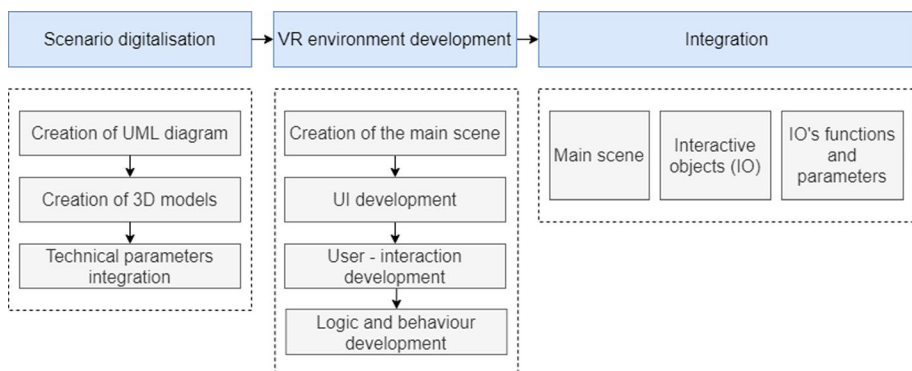 Scenario digitalisation
VR environment development
Integration
Creation of UML diagram
Creation of 3D models
Technical parameters
integration
Creation of the main scene
UI development
User - interaction
development
Logic and behaviour
development
Main scene
Interactive
objects (IO)
IO's functions
and
parameters